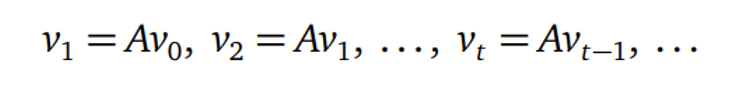 v₁ = Av₀, v₂ = Av₁, …, vₜ = Avₜ₋₁, …